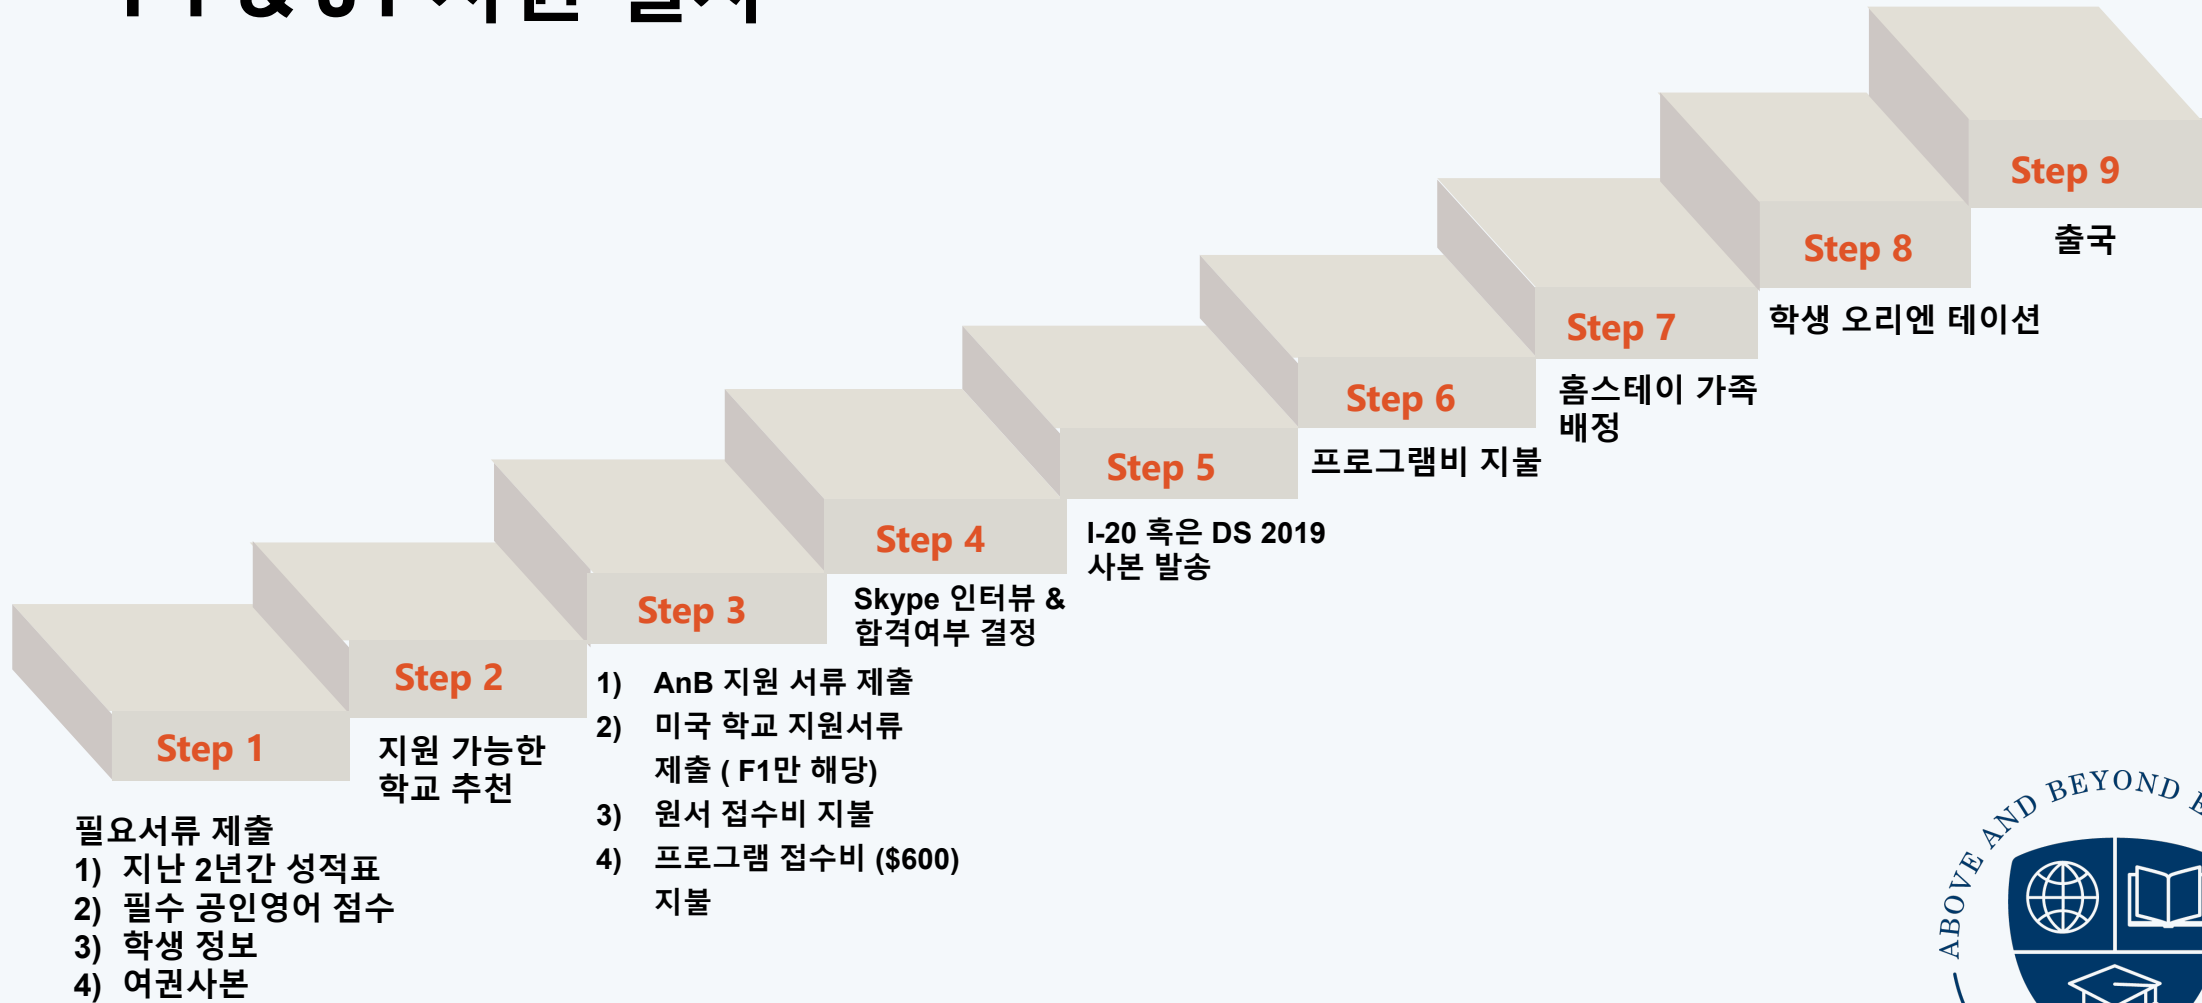 & J1 지원 절차
Step 1
필요서류 제출
1) 지난 2년간 성적표
2) 필수 공인영어 점수
3) 학생 정보
4) 여권사본
Step 2
지원 가능한
학교 추천
Step 3
1) AnB 지원 서류 제출
2) 미국 학교 지원서류
제출 ( F1만 해당)
3) 원서 접수비 지불
4) 프로그램 접수비 ($600)
지불
Step 4
Skype 인터뷰 &
합격여부 결정
Step 5
I-20 혹은 DS 2019
사본 발송
Step 6
프로그램비 지불
Step 7
홈스테이 가족
배정
Step 8
학생 오리엔 테이션
Step 9
출국
ABOVE AND BEYOND